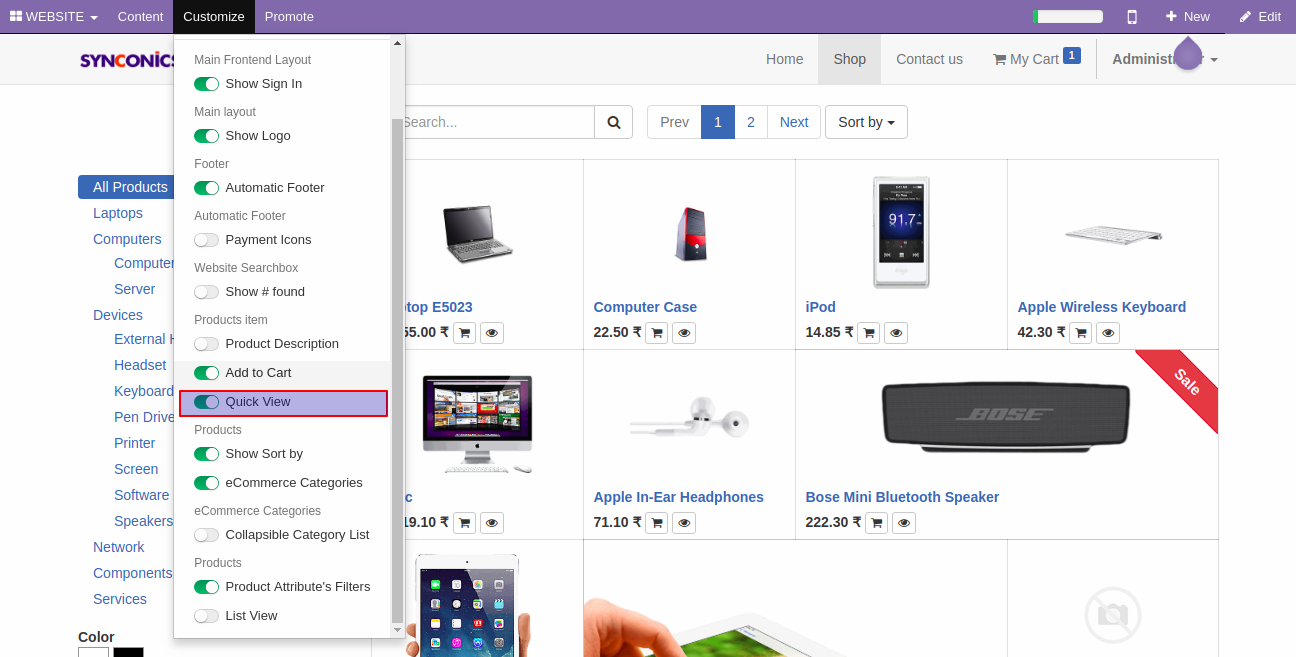 WEBSITE Content Customize Promote New Edit
SYNCONICS
Home Shop Contact us My Cart 1
Main Frontend Layout
Show Sign In
Main layout
Show Logo
Footer
Automatic Footer
Automatic Footer
Payment Icons
Website Searchbox
Show # found
Products item
Product Description
Add to Cart
Quick View
Products
Show Sort by
eCommerce Categories
eCommerce Categories
Collapsible Category List
Products
Product Attribute's Filters
List View
Search...
Prev 1 2 Next Sort by
All Products
Laptops
Computers
Computer
Server
Devices
External
Headset
Keyboard
Pen Drive
Printer
Screen
Software
Speakers
Network
Components
Services
Color
E5023
Computer Case
22.50 ₹
91.7
iPod
14.85 ₹
Apple Wireless Keyboard
42.30 ₹
Apple In-Ear Headphones
71.10 ₹
Sale
BOSE
Bose Mini Bluetooth Speaker
222.30 ₹